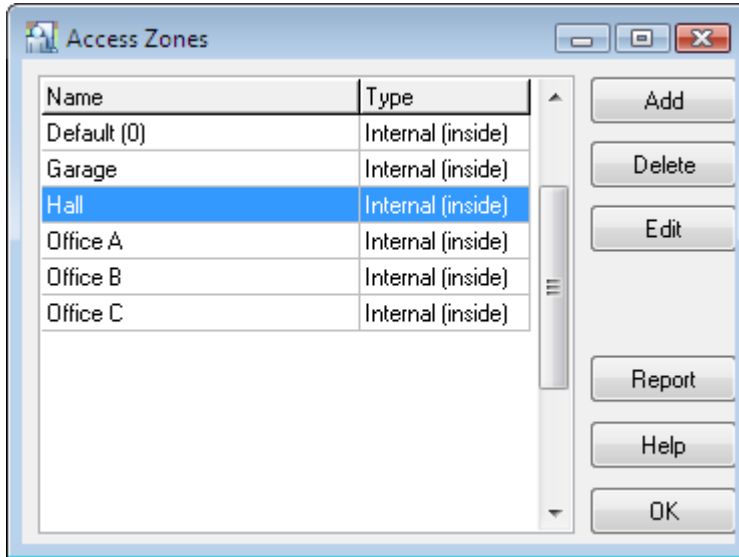 Access Zones
Name Type
Default (0) Internal (inside)
Garage Internal (inside)
Hall Internal (inside)
Office A Internal (inside)
Office B Internal (inside)
Office C Internal (inside)
Add
Delete
Edit
Report
Help
OK